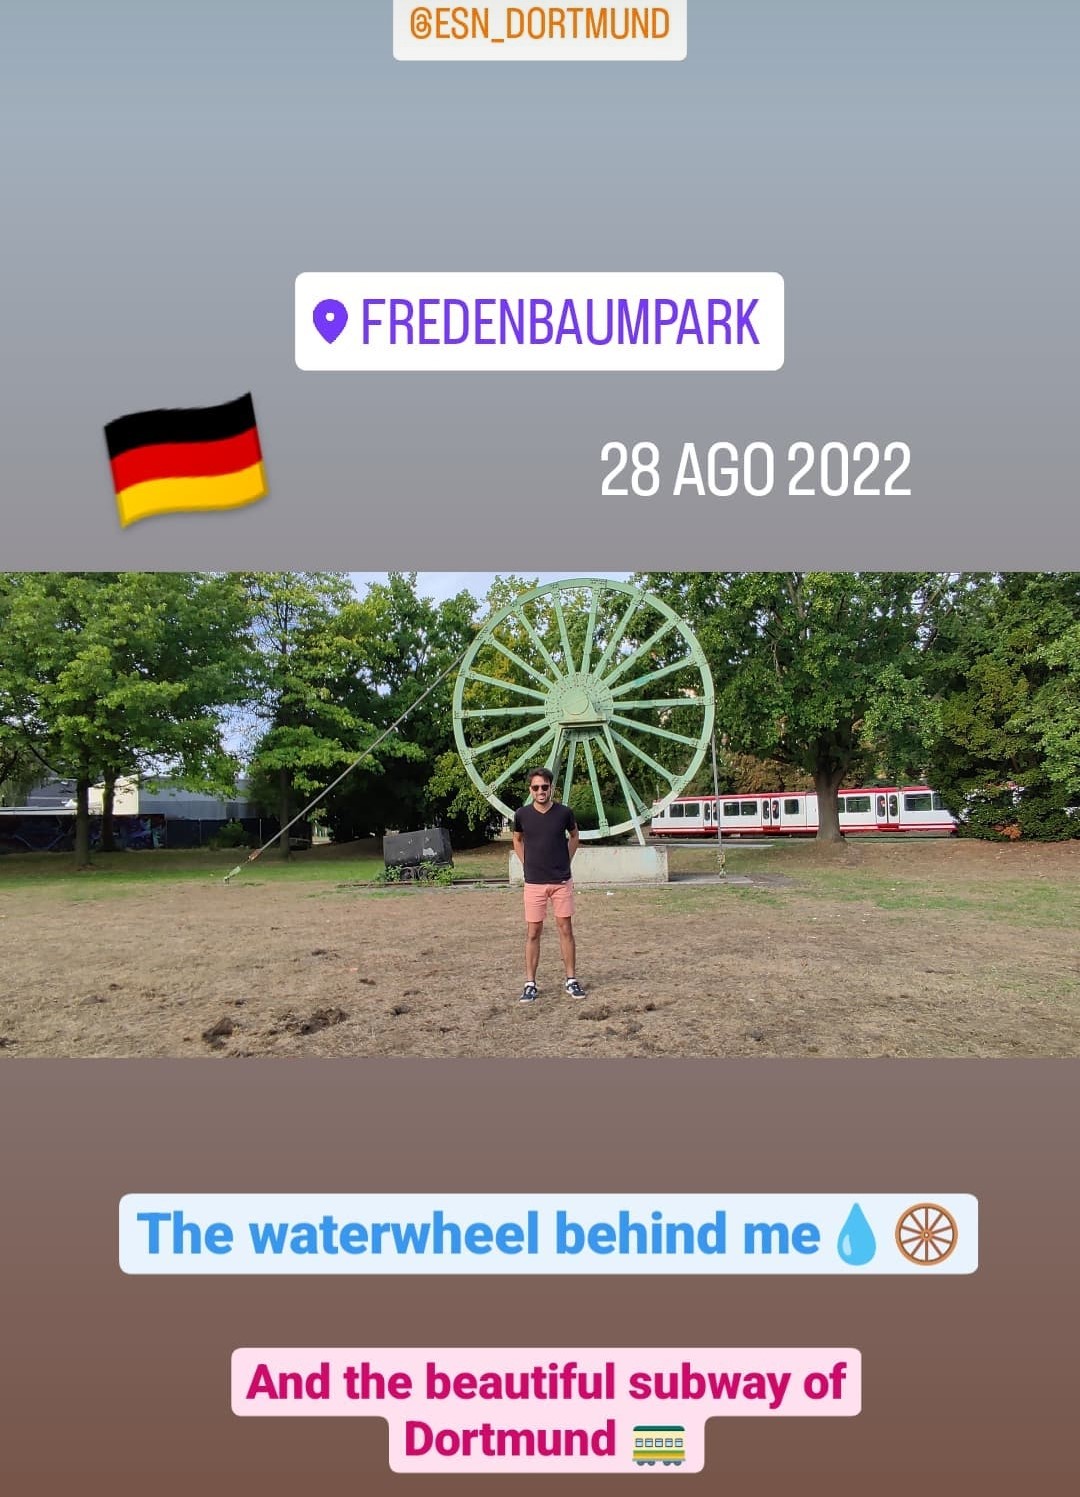 @ESN_DORTMUND
FREDENBAUMPARK
28 AGO 2022
The waterwheel behind me
And the beautiful subway of
Dortmund